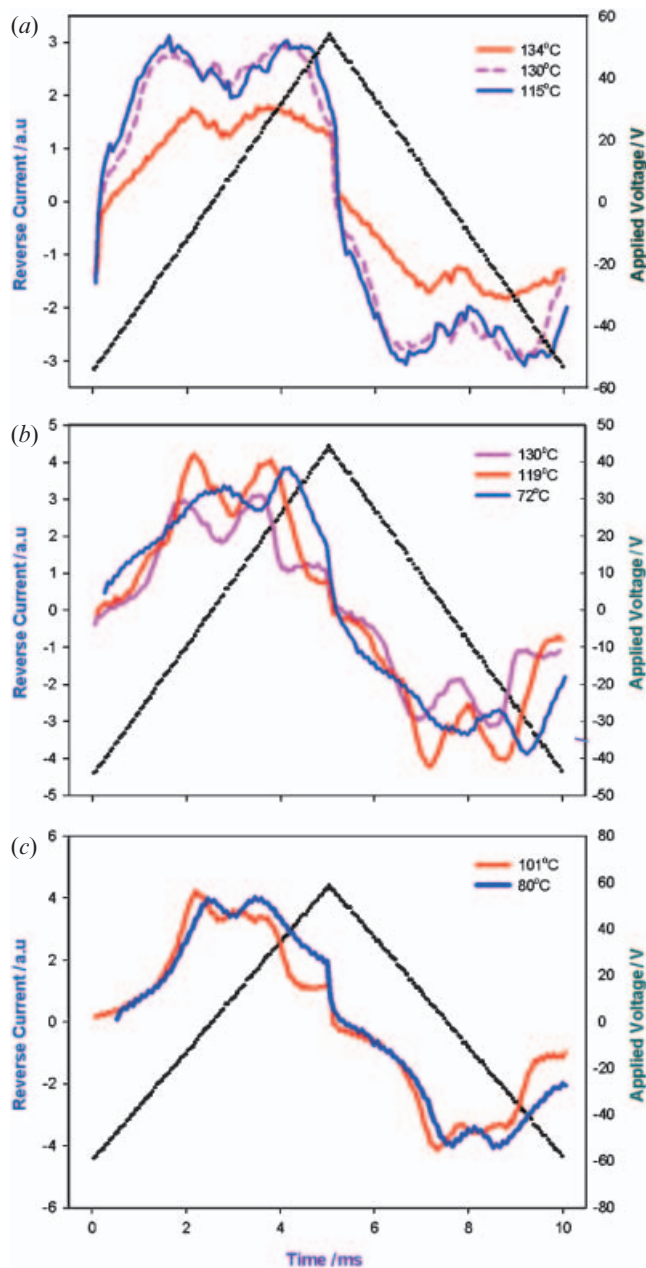 (a)
3
2
1
0
-1
-2
-3
Reverse Current / a.u
60
40
20
0
-20
-40
-60
Applied Voltage / V
134°C
130°C
115°C
(b)
5
4
3
2
1
0
-1
-2
-3
-4
-5
Reverse Current / a.u
50
40
30
20
10
0
-10
-20
-30
-40
-50
Applied Voltage / V
130°C
119°C
72°C
(c)
6
4
2
0
-2
-4
-6
Reverse Current / a.u
80
60
40
20
0
-20
-40
-60
-80
Applied Voltage / V
101°C
80°C
0 2 4 6 8 10
Time / ms